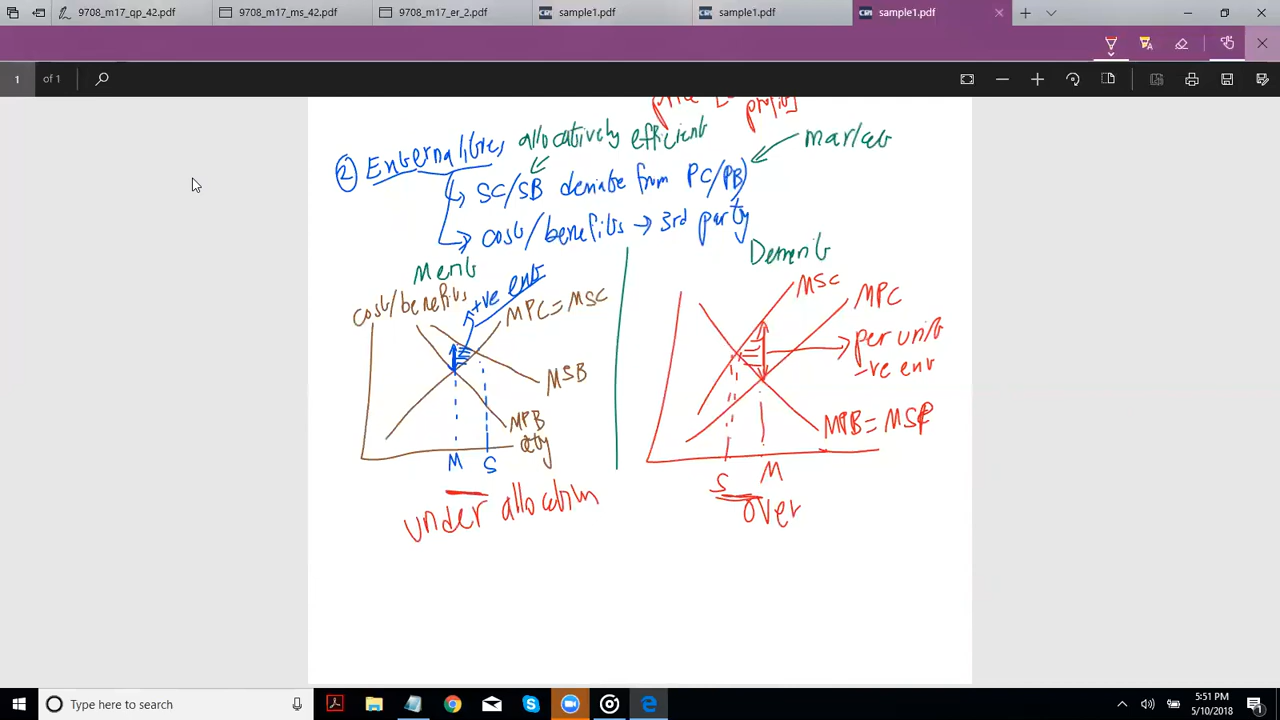 9708_m17_qp_42.pdf
9708_m17_ms_42.pdf
9708_m17_er_2.pdf
sample1.pdf
sample1.pdf
sample1.pdf
1 of 1
price
profits
② Externalities allocatively efficient
market
SC/SB deviate from PC/PB
cost/benefits → 3rd party
Merit
Demerit
cost/benefits
+ve ext
MPC = MSC
MSB
MPB
qty
M S
under allocation
MSC
MPC
per unit
-ve ext
MPB =
S M
over
Type here to search
5:51 PM
5/10/2018